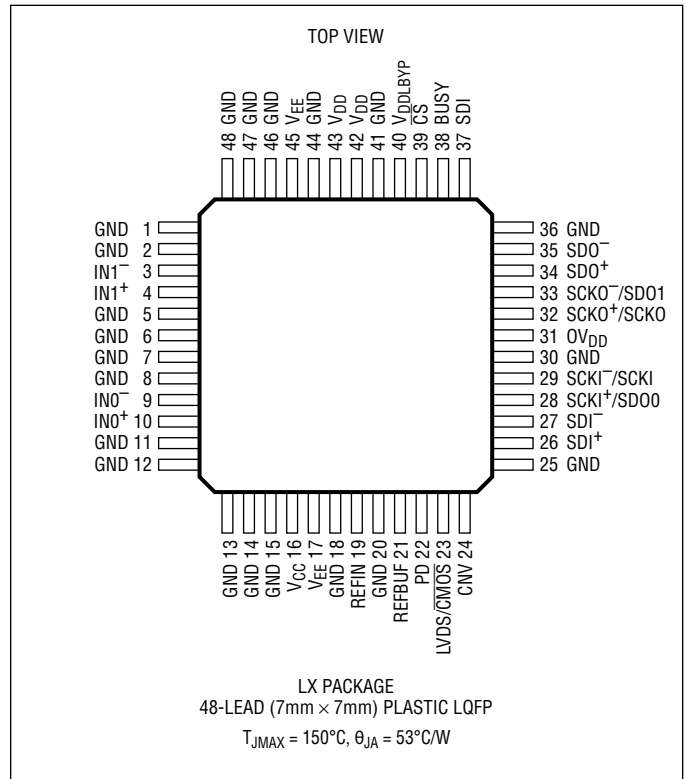 TOP VIEW
48 GND
47 GND
46 GND
45 VEE
44 GND
43 VDD
42 VDD
41 GND
40 VDDLBYP
39 C̅S̅
38 BUSY
37 SDI
GND 1
GND 2
IN1– 3
IN1+ 4
GND 5
GND 6
GND 7
GND 8
IN0– 9
IN0+ 10
GND 11
GND 12
36 GND
35 SDO–
34 SDO+
33 SCKO–/SDO1
32 SCKO+/SCKO
31 OVDD
30 GND
29 SCKI–/SCKI
28 SCKI+/SDO0
27 SDI–
26 SDI+
25 GND
GND 13
GND 14
GND 15
VCC 16
VEE 17
GND 18
REFIN 19
GND 20
REFBUF 21
PD 22
LVDS/C̅M̅O̅S̅ 23
CNV 24
LX PACKAGE
48-LEAD (7mm × 7mm) PLASTIC LQFP
TJMAX = 150°C, θJA = 53°C/W